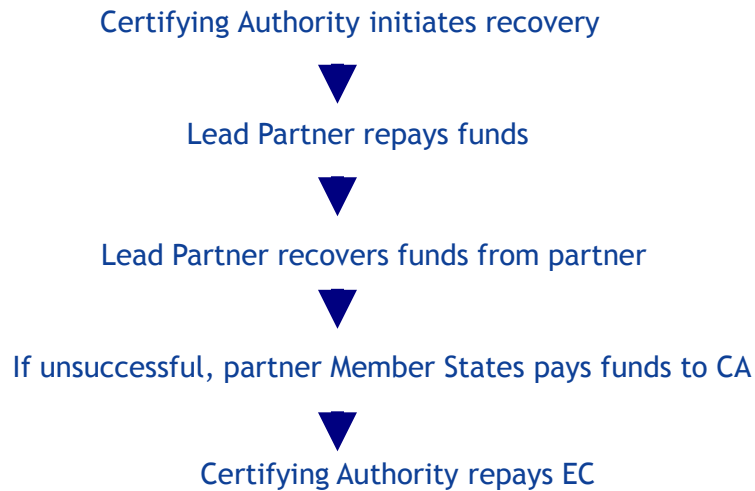 Certifying Authority initiates recovery
Lead Partner repays funds
Lead Partner recovers funds from partner
If unsuccessful, partner Member States pays funds to CA
Certifying Authority repays EC